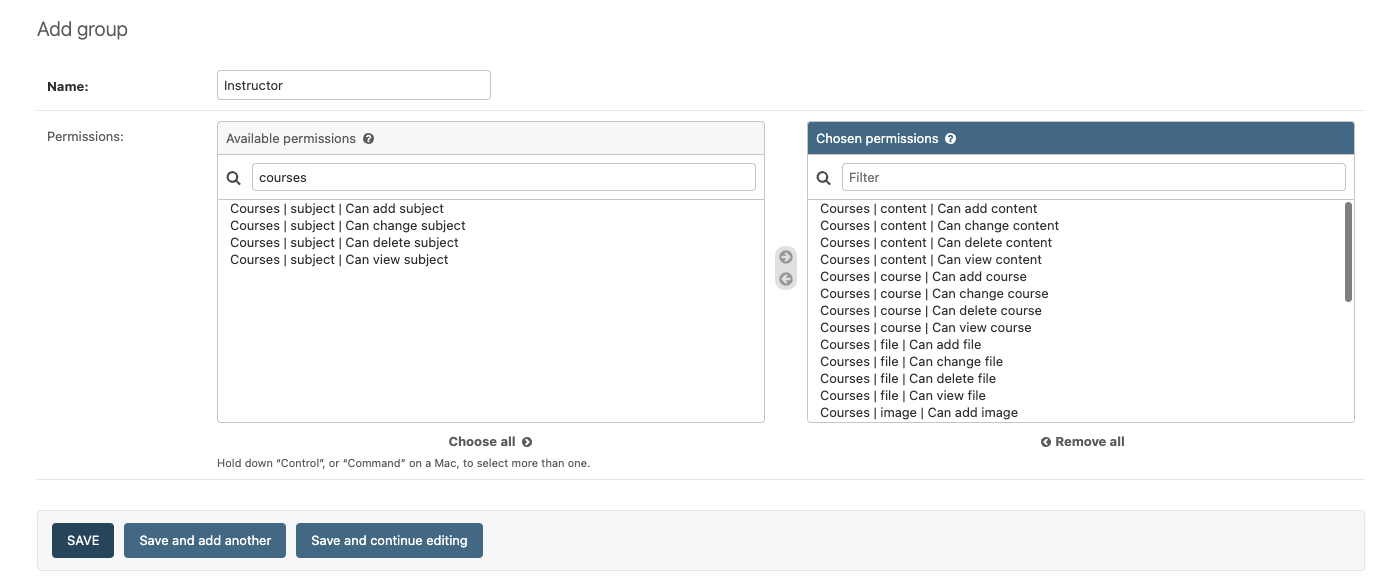 Add group
Name:
Instructor
Permissions:
Available permissions ?
courses
Courses | subject | Can add subject
Courses | subject | Can change subject
Courses | subject | Can delete subject
Courses | subject | Can view subject
Choose all
Hold down “Control”, or “Command” on a Mac, to select more than one.
Chosen permissions ?
Filter
Courses | content | Can add content
Courses | content | Can change content
Courses | content | Can delete content
Courses | content | Can view content
Courses | course | Can add course
Courses | course | Can change course
Courses | course | Can delete course
Courses | course | Can view course
Courses | file | Can add file
Courses | file | Can change file
Courses | file | Can delete file
Courses | file | Can view file
Courses | image | Can add image
Remove all
SAVE
Save and add another
Save and continue editing